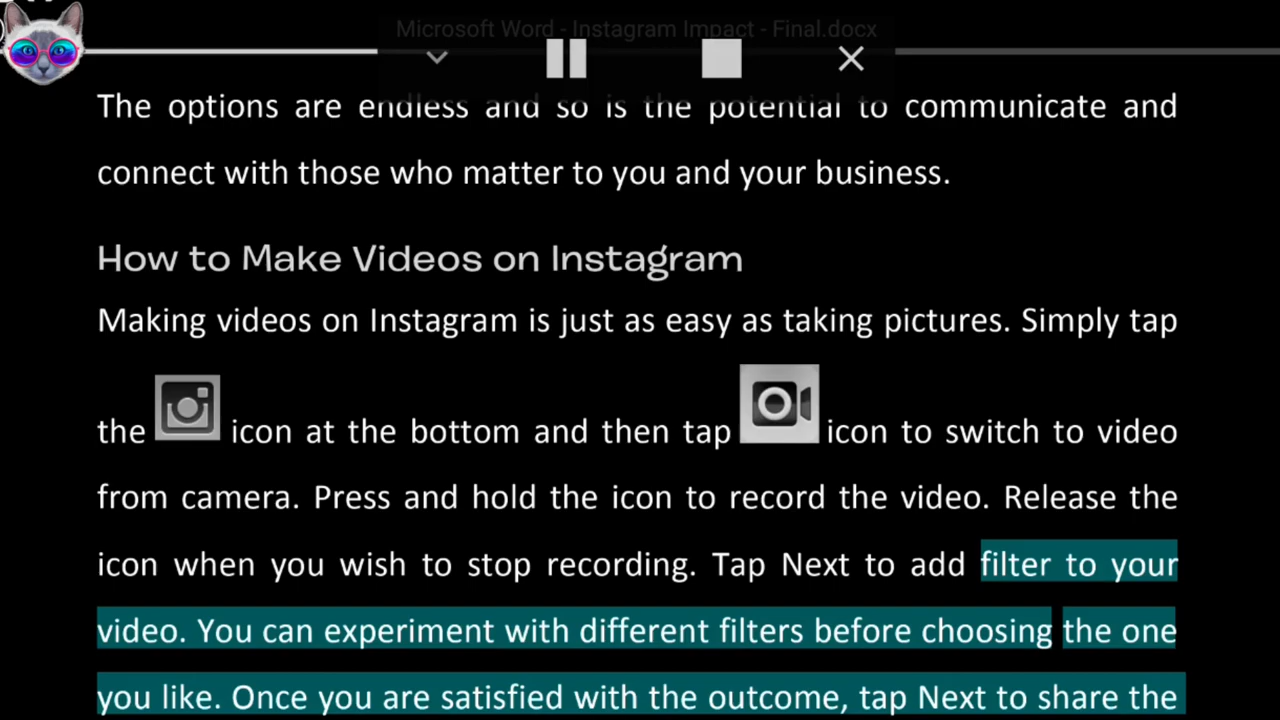 Microsoft Word - Instagram Impact - Final.docx
The options are endless and so is the potential to communicate and
connect with those who matter to you and your business.
How to Make Videos on Instagram
Making videos on Instagram is just as easy as taking pictures. Simply tap
the icon at the bottom and then tap icon to switch to video
from camera. Press and hold the icon to record the video. Release the
icon when you wish to stop recording. Tap Next to add filter to your
video. You can experiment with different filters before choosing the one
you like. Once you are satisfied with the outcome, tap Next to share the